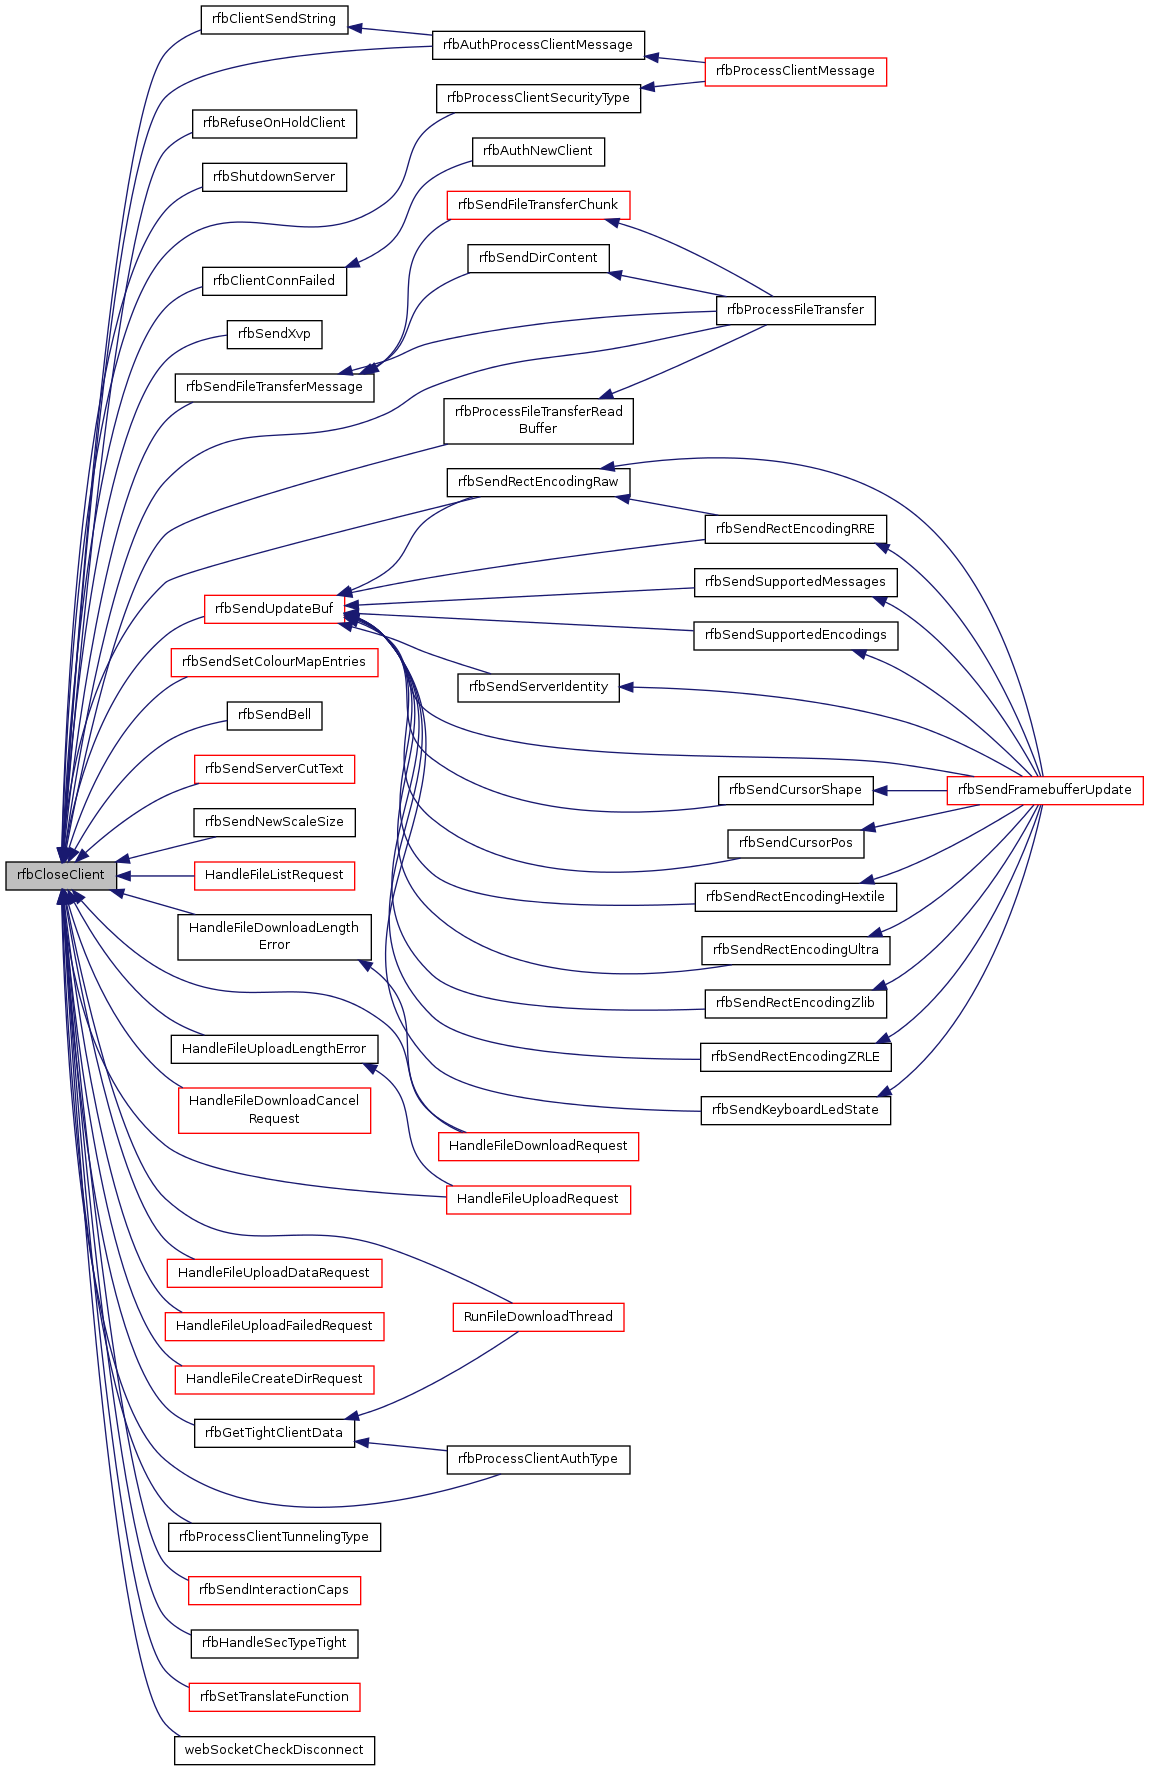 rfbClientSendString
rfbAuthProcessClientMessage
rfbProcessClientMessage
rfbProcessClientSecurityType
rfbRefuseOnHoldClient
rfbAuthNewClient
rfbShutdownServer
rfbSendFileTransferChunk
rfbSendDirContent
rfbClientConnFailed
rfbProcessFileTransfer
rfbSendXvp
rfbSendFileTransferMessage
rfbProcessFileTransferRead
Buffer
rfbSendRectEncodingRaw
rfbSendRectEncodingRRE
rfbSendSupportedMessages
rfbSendUpdateBuf
rfbSendSupportedEncodings
rfbSendSetColourMapEntries
rfbSendServerIdentity
rfbSendBell
rfbSendServerCutText
rfbSendCursorShape
rfbSendFramebufferUpdate
rfbSendNewScaleSize
rfbSendCursorPos
rfbCloseClient
HandleFileListRequest
rfbSendRectEncodingHextile
HandleFileDownloadLength
Error
rfbSendRectEncodingUltra
rfbSendRectEncodingZlib
HandleFileUploadLengthError
rfbSendRectEncodingZRLE
HandleFileDownloadCancel
Request
rfbSendKeyboardLedState
HandleFileDownloadRequest
HandleFileUploadRequest
HandleFileUploadDataRequest
RunFileDownloadThread
HandleFileUploadFailedRequest
HandleFileCreateDirRequest
rfbGetTightClientData
rfbProcessClientAuthType
rfbProcessClientTunnelingType
rfbSendInteractionCaps
rfbHandleSecTypeTight
rfbSetTranslateFunction
webSocketCheckDisconnect